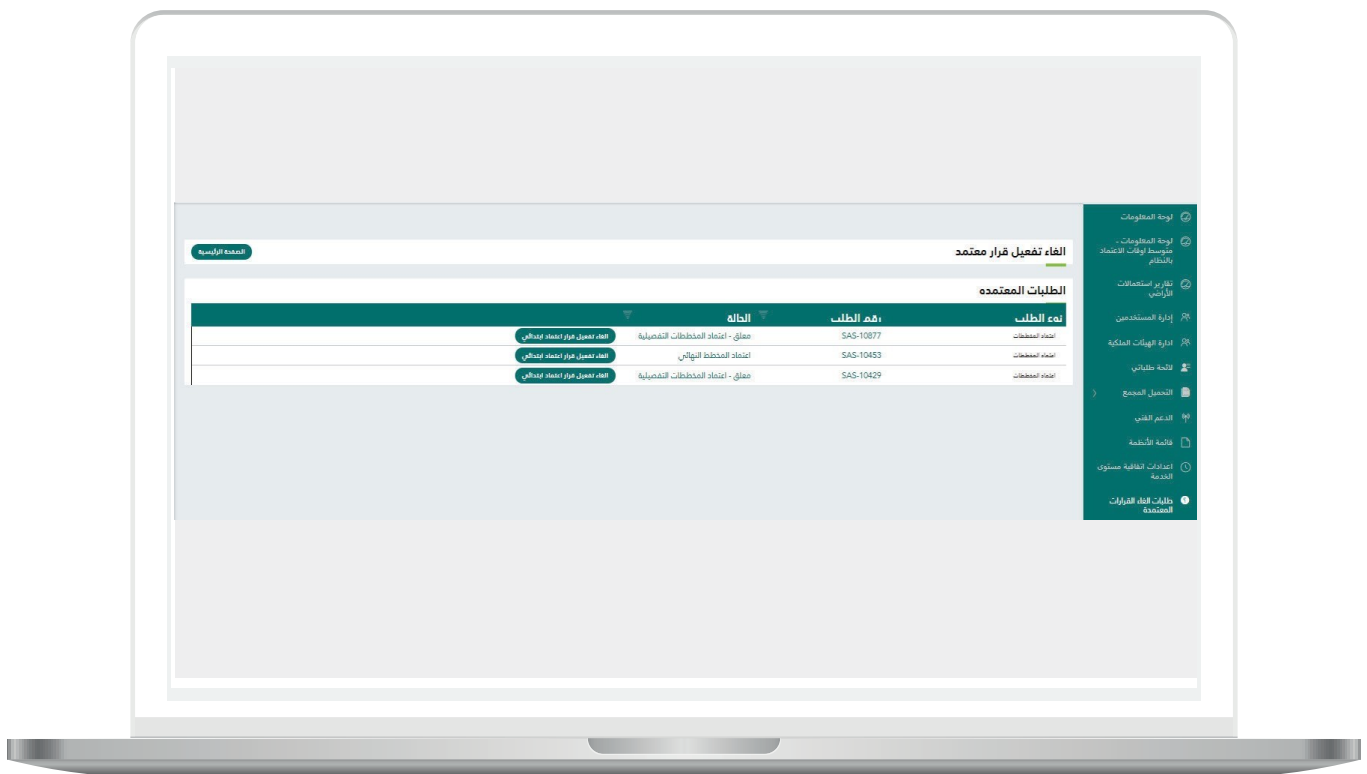 لوحة المعلومات
لوحة المعلومات -
متوسط اوقات الاعتماد
بالنظام
تقارير استعمالات
الأراضي
إدارة المستخدمين
ادارة الهيئات الملكية
لائحة طلباتي
التحميل المجمع
الدعم الفني
قائمة الأنظمة
اعدادات اتفاقية مستوى
الخدمة
طلبات الغاء القرارات
المعتمدة
الغاء تفعيل قرار معتمد
الصفحة الرئيسية
الطلبات المعتمده
نوع الطلب رقم الطلب الحالة
اعتماد المخططات SAS-10877 معلق - اعتماد المخططات التفصيلية الغاء تفعيل قرار اعتماد ابتدائي
اعتماد المخططات SAS-10453 اعتماد المخطط النهائي الغاء تفعيل قرار اعتماد ابتدائي
اعتماد المخططات SAS-10429 معلق - اعتماد المخططات التفصيلية الغاء تفعيل قرار اعتماد ابتدائي